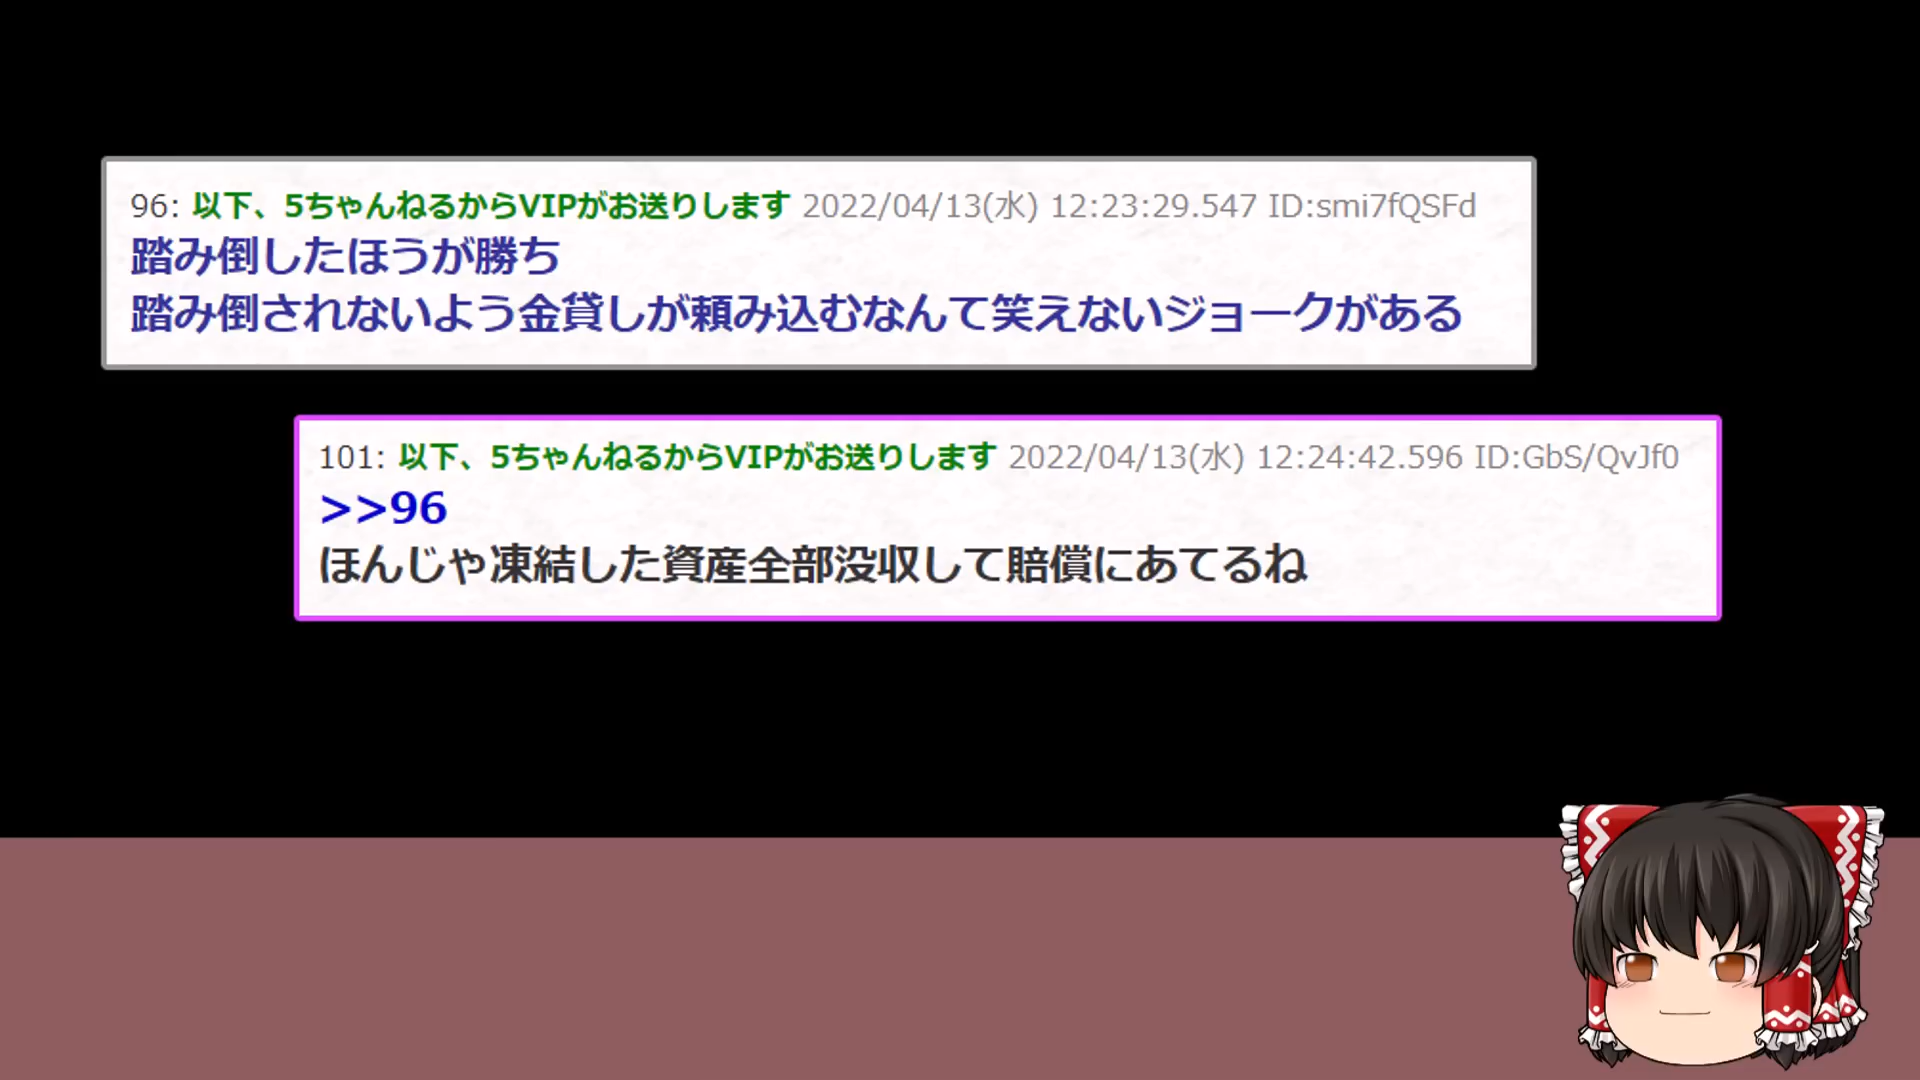 96: 以下、5ちゃんねるからVIPがお送りします 2022/04/13(水) 12:23:29.547 ID:smi7fQSFd
踏み倒したほうが勝ち
踏み倒されないよう金貸しが頼み込むなんて笑えないジョークがある
101: 以下、5ちゃんねるからVIPがお送りします 2022/04/13(水) 12:24:42.596 ID:GbS/QvJf0
>>96
ほんじゃ凍結した資産全部没収して賠償にあてるね